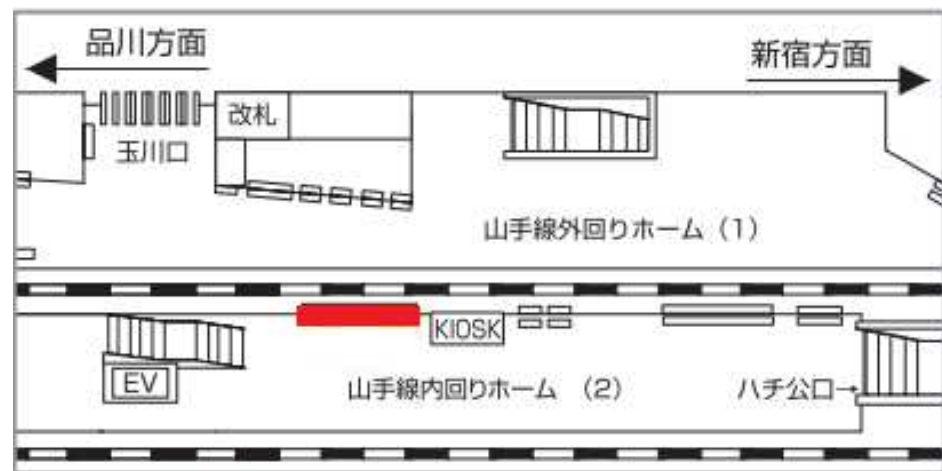 品川方面
新宿方面
改札
玉川口
山手線外回りホーム（1）
KIOSK
EV
山手線内回りホーム （2）
ハチ公口→